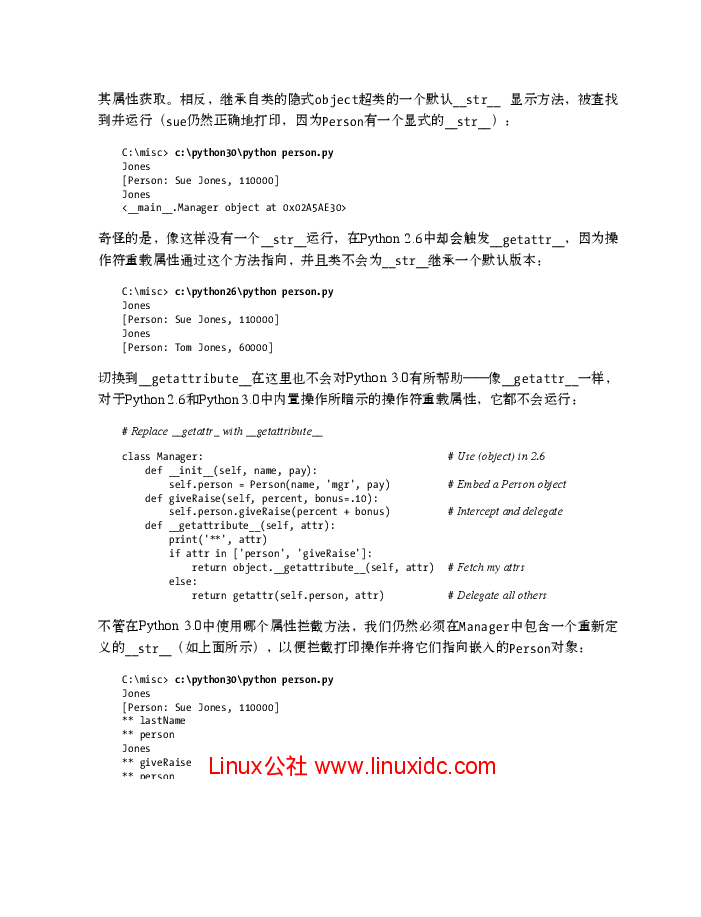 其属性获取。相反，继承自类的隐式object超类的一个默认__str__ 显示方法，被查找
到并运行（sue仍然正确地打印，因为Person有一个显式的__str__）：
C:\misc> c:\python30\python person.py
Jones
[Person: Sue Jones, 110000]
Jones
<__main__.Manager object at 0x02A5AE30>
奇怪的是，像这样没有一个__str__运行，在Python 2.6中却会触发__getattr__，因为操
作符重载属性通过这个方法指向，并且类不会为__str__继承一个默认版本：
C:\misc> c:\python26\python person.py
Jones
[Person: Sue Jones, 110000]
Jones
[Person: Tom Jones, 60000]
切换到__getattribute__在这里也不会对Python 3.0有所帮助——像__getattr__一样，
对于Python 2.6和Python 3.0中内置操作所暗示的操作符重载属性，它都不会运行：
# Replace __getattr_ with __getattribute__
class Manager: # Use (object) in 2.6
    def __init__(self, name, pay):
        self.person = Person(name, 'mgr', pay) # Embed a Person object
    def giveRaise(self, percent, bonus=.10):
        self.person.giveRaise(percent + bonus) # Intercept and delegate
    def __getattribute__(self, attr):
        print('**', attr)
        if attr in ['person', 'giveRaise']:
            return object.__getattribute__(self, attr) # Fetch my attrs
        else:
            return getattr(self.person, attr) # Delegate all others
不管在Python 3.0中使用哪个属性拦截方法，我们仍然必须在Manager中包含一个重新定
义的__str__（如上面所示），以便拦截打印操作并将它们指向嵌入的Person对象：
C:\misc> c:\python30\python person.py
Jones
[Person: Sue Jones, 110000]
** lastName
** person
Jones
** giveRaise
** person
Linux公社 www.linuxidc.com